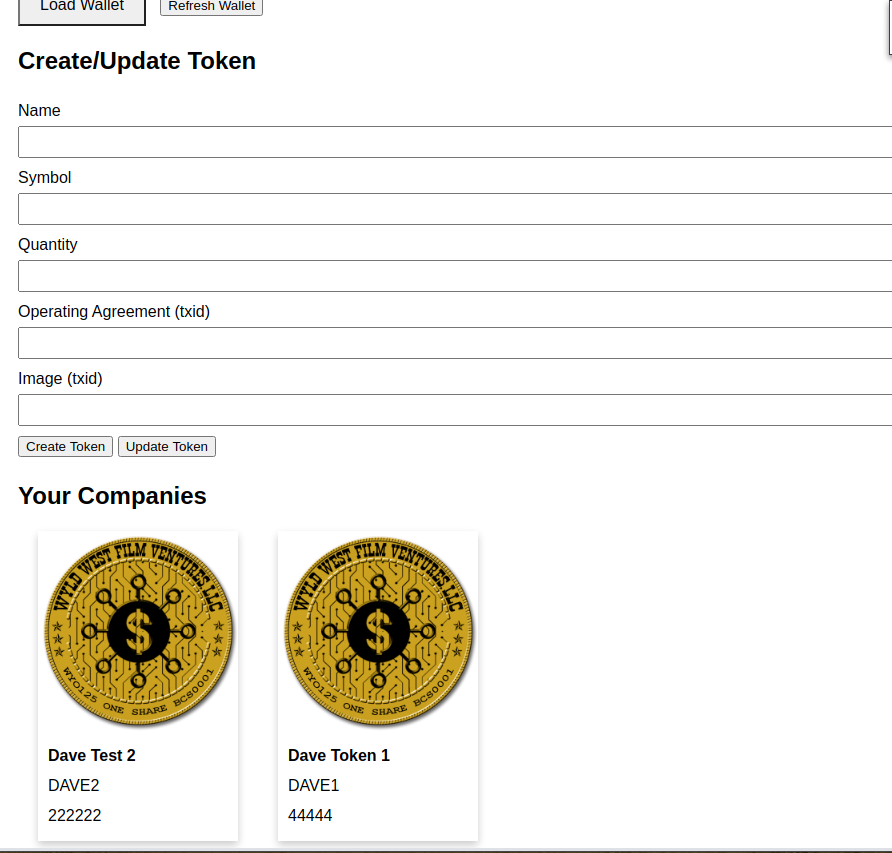 Load Wallet Refresh Wallet
Create/Update Token
Name
Symbol
Quantity
Operating Agreement (txid)
Image (txid)
Create Token Update Token
Your Companies
WYLD WEST FILM VENTURES LLC WYLD WEST FILM VENTURES LLC
$ $
WYO125 ONE SHARE BCS0001 WYO125 ONE SHARE BCS0001
Dave Test 2 Dave Token 1
DAVE2 DAVE1
222222 44444